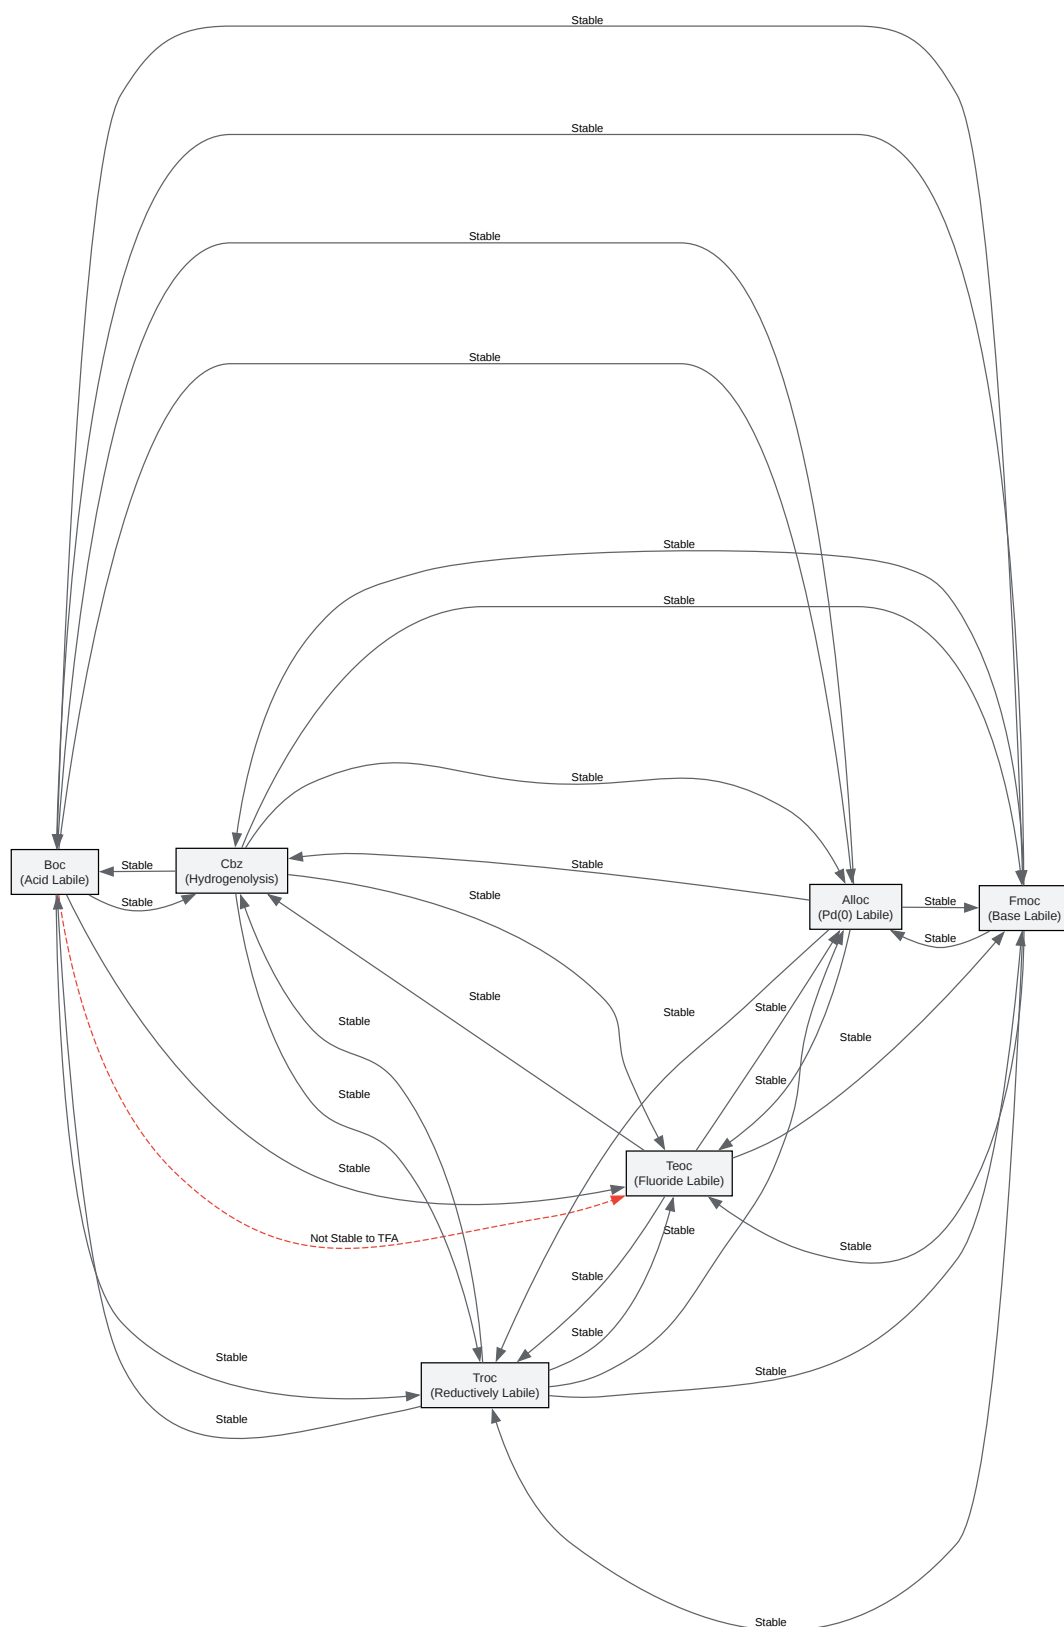 Stable
Stable
Stable
Stable
Stable
Stable
Stable
Boc
(Acid Labile)
Stable
Stable
Cbz
(Hydrogenolysis)
Stable
Stable
Alloc
(Pd(0) Labile)
Stable
Stable
Fmoc
(Base Labile)
Stable
Stable
Stable
Stable
Stable
Stable
Stable
Stable
Stable
Teoc
(Fluoride Labile)
Not Stable to TFA
Stable
Stable
Stable
Stable
Stable
Troc
(Reductively Labile)
Stable
Stable
Stable